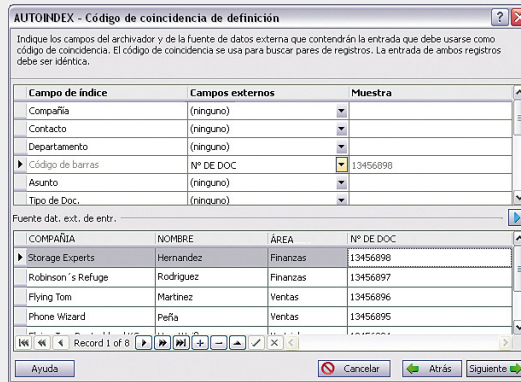 AUTOINDEX - Código de coincidencia de definición
Indique los campos del archivador y de la fuente de datos externa que contendrán la entrada que debe usarse como
código de coincidencia. El código de coincidencia se usa para buscar pares de registros. La entrada de ambos registros
debe ser idéntica.
Campo de índice Campos externos Muestra
Compañía (ninguno)
Contacto (ninguno)
Departamento (ninguno)
Código de barras Nº DE DOC 13456898
Asunto (ninguno)
Tipo de Doc. (ninguno)
Fuente dat. ext. de entr.
COMPAÑÍA NOMBRE ÁREA Nº DE DOC
Storage Experts Hernandez Finanzas 13456898
Robinson´s Refuge Rodriguez Finanzas 13456897
Flying Tom Martinez Ventas 13456896
Phone Wizard Peña Ventas 13456895
Record 1 of 8
Ayuda Cancelar Atrás Siguiente